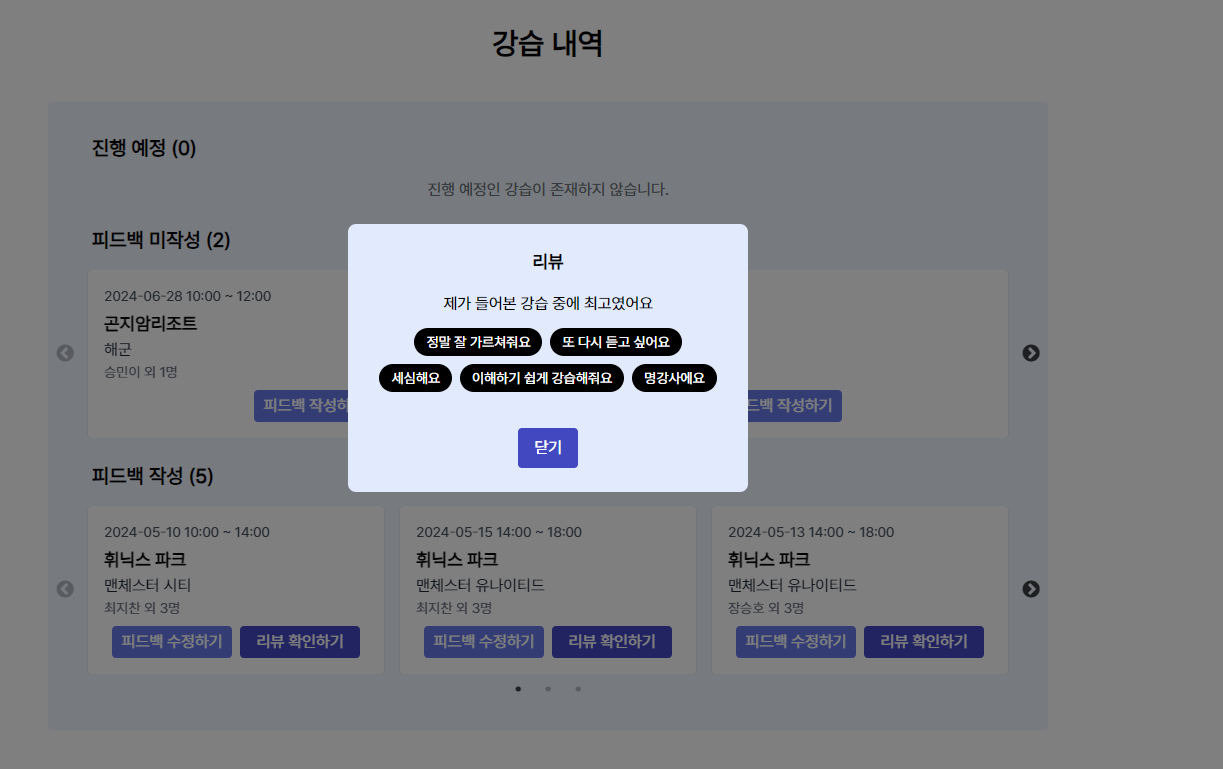 강습 내역
진행 예정 (0)
진행 예정인 강습이 존재하지 않습니다.
피드백 미작성 (2)
2024-06-28 10:00 ~ 12:00
곤지암리조트
해군
승민이 외 1명
피드백 작성하
드백 작성하기
리뷰
제가 들어본 강습 중에 최고였어요
정말 잘 가르쳐줘요 또 다시 듣고 싶어요
세심해요 이해하기 쉽게 강습해줘요 명강사에요
닫기
피드백 작성 (5)
2024-05-10 10:00 ~ 14:00
휘닉스 파크
맨체스터 시티
최지찬 외 3명
피드백 수정하기 리뷰 확인하기
2024-05-15 14:00 ~ 18:00
휘닉스 파크
맨체스터 유나이티드
최지찬 외 3명
피드백 수정하기 리뷰 확인하기
2024-05-13 14:00 ~ 18:00
휘닉스 파크
맨체스터 유나이티드
장승호 외 3명
피드백 수정하기 리뷰 확인하기